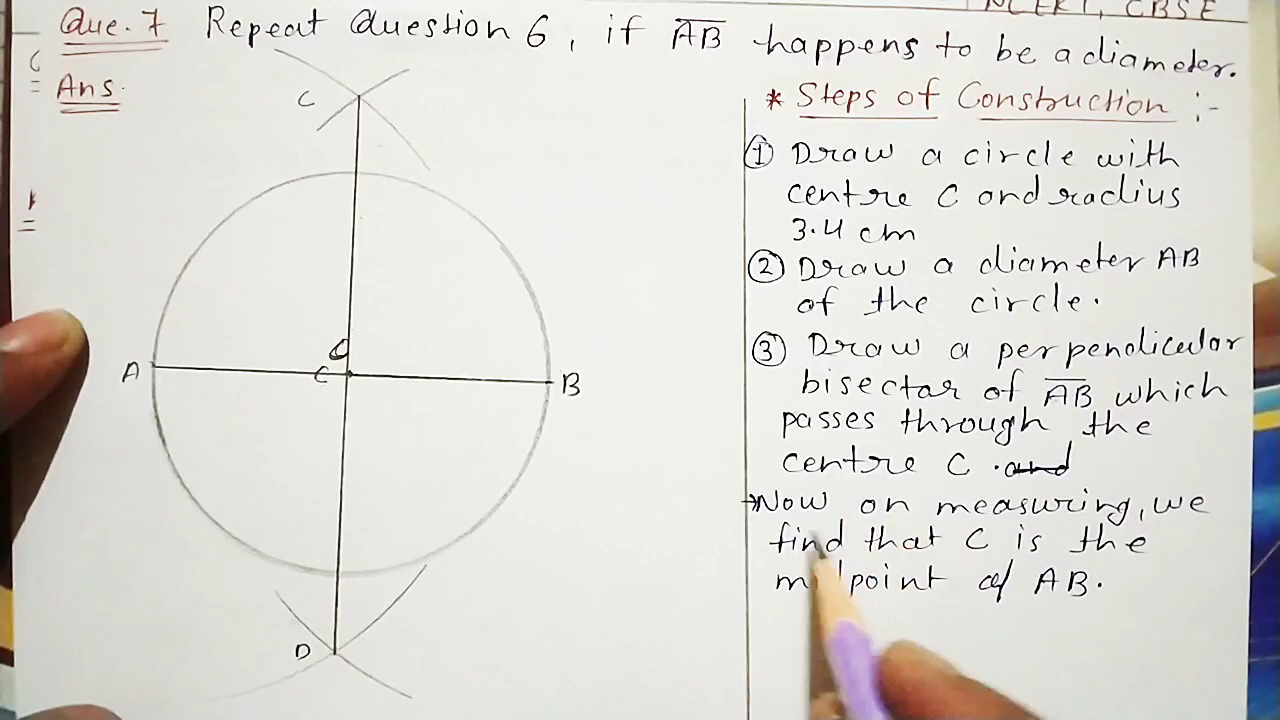 NCERT, CBSE
Que. 7 Repeat Question 6, if AB happens to be a diameter.
Ans.
* Steps of Construction :-
① Draw a circle with
centre C and radius
3.4 cm
② Draw a diameter AB
of the circle.
③ Draw a perpendicular
bisectar of AB which
passes through the
centre C. and
→Now on measuring, we
find that C is the
midpoint of AB.
C
A
C
B
D